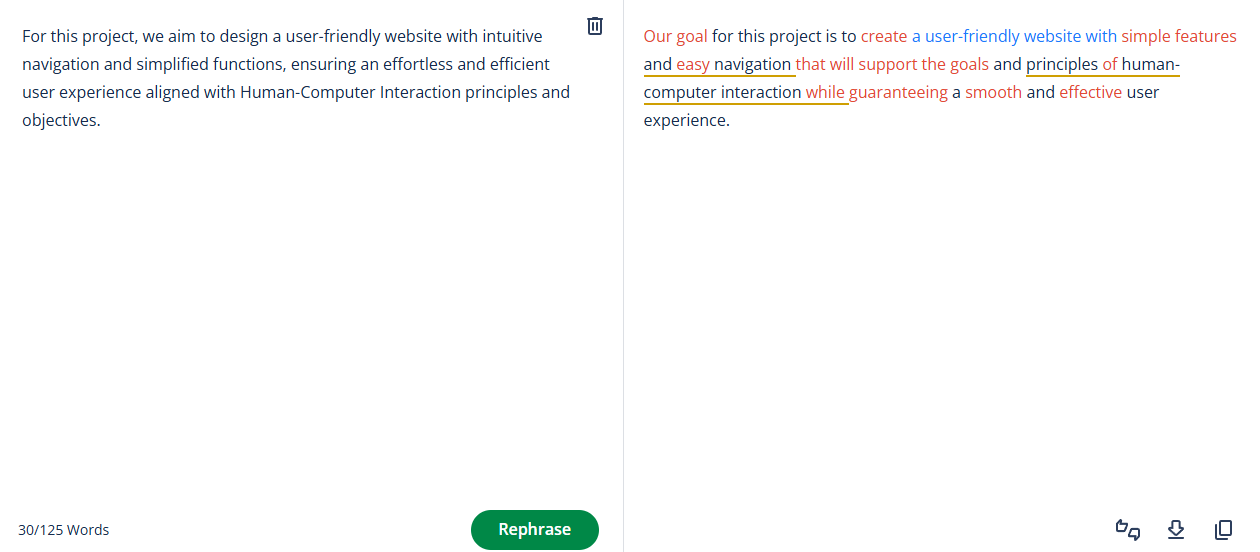 For this project, we aim to design a user-friendly website with intuitive
navigation and simplified functions, ensuring an effortless and efficient
user experience aligned with Human-Computer Interaction principles and
objectives.
Our goal for this project is to create a user-friendly website with simple features
and easy navigation that will support the goals and principles of human-
computer interaction while guaranteeing a smooth and effective user
experience.
30/125 Words
Rephrase